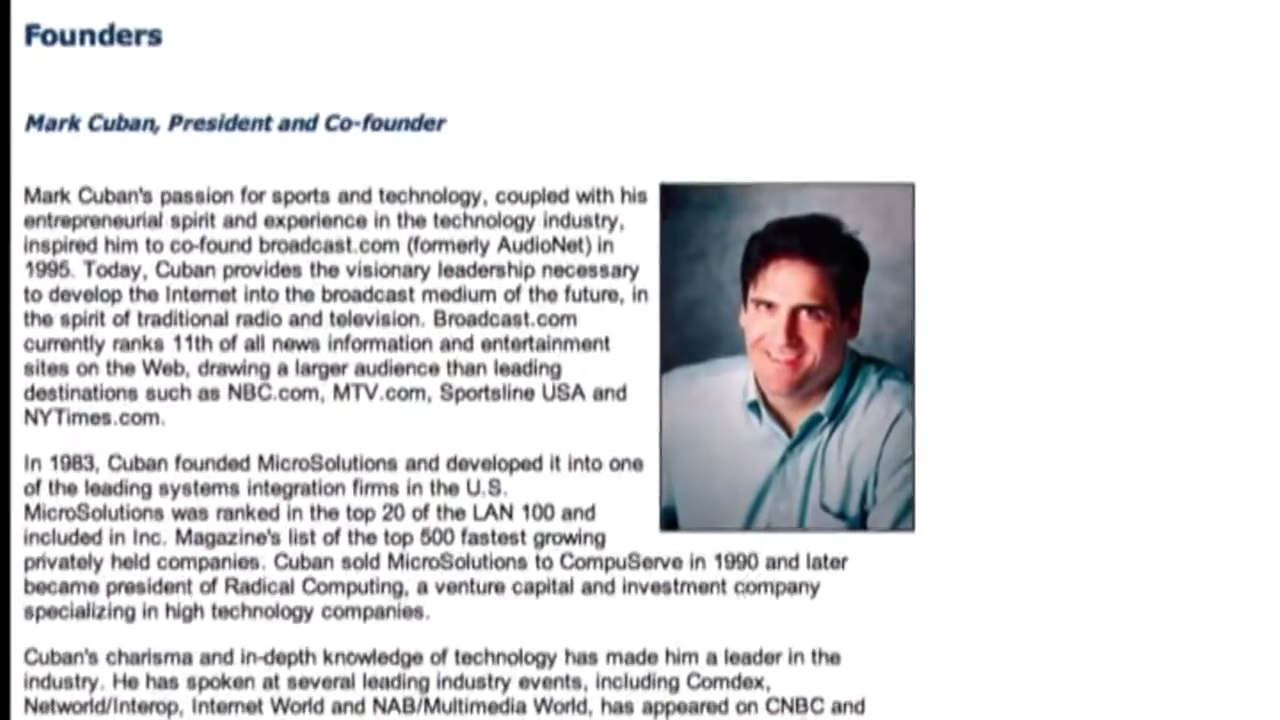 Founders
Mark Cuban, President and Co-founder
Mark Cuban's passion for sports and technology, coupled with his
entrepreneurial spirit and experience in the technology industry,
inspired him to co-found broadcast.com (formerly AudioNet) in
1995. Today, Cuban provides the visionary leadership necessary
to develop the Internet into the broadcast medium of the future, in
the spirit of traditional radio and television. Broadcast.com
currently ranks 11th of all news information and entertainment
sites on the Web, drawing a larger audience than leading
destinations such as NBC.com, MTV.com, Sportsline USA and
NYTimes.com.
In 1983, Cuban founded MicroSolutions and developed it into one
of the leading systems integration firms in the U.S.
MicroSolutions was ranked in the top 20 of the LAN 100 and
included in Inc. Magazine's list of the top 500 fastest growing
privately held companies. Cuban sold MicroSolutions to CompuServe in 1990 and later
became president of Radical Computing, a venture capital and investment company
specializing in high technology companies.
Cuban's charisma and in-depth knowledge of technology has made him a leader in the
industry. He has spoken at several leading industry events, including Comdex,
Networld/Interop, Internet World and NAB/Multimedia World, has appeared on CNBC and